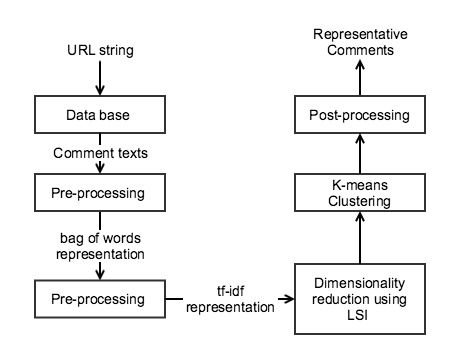 URL string
Data base
Comment texts
Pre-processing
bag of words
representation
Pre-processing
tf-idf
representation
Dimensionality
reduction using
LSI
K-means
Clustering
Post-processing
Representative
Comments